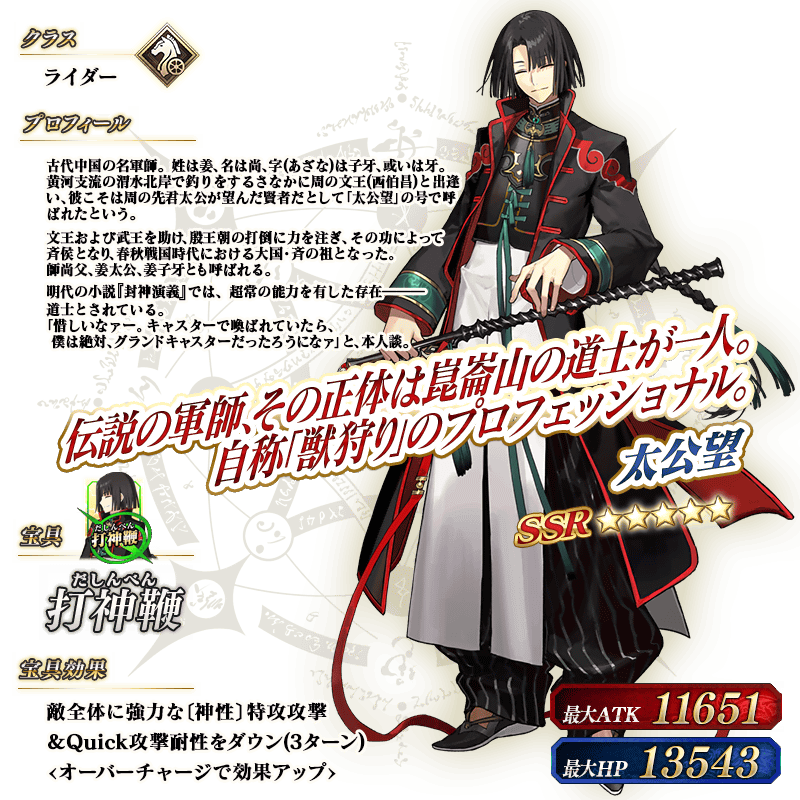 クラス
ライダー
プロフィール
古代中国の名軍師。姓は姜、名は尚、字(あざな)は子牙、或いは牙。
黄河支流の渭水北岸で釣りをするさなかに周の文王(西伯昌)と出逢
い、彼こそは周の先君太公が望んだ賢者だとして「太公望」の号で呼
ばれたという。
文王および武王を助け、殷王朝の打倒に力を注ぎ、その功によって
斉侯となり、春秋戦国時代における大国・斉の祖となった。
師尚父、姜太公、姜子牙とも呼ばれる。
明代の小説『封神演義』では、超常の能力を有した存在───
道士とされている。
「惜しいなァー。キャスターで喚ばれていたら、
僕は絶対、グランドキャスターだったろうになァ」と、本人談。
伝説の軍師、その正体は崑崙山の道士が一人。
自称「獣狩り」のプロフェッショナル。
太公望
SSR ★★★★★
宝具
だしんべん
打神鞭
だしんべん
打神鞭
宝具効果
敵全体に強力な〔神性〕特攻攻撃
&Quick攻撃耐性をダウン(3ターン)
<オーバーチャージで効果アップ>
最大ATK 11651
最大HP 13543